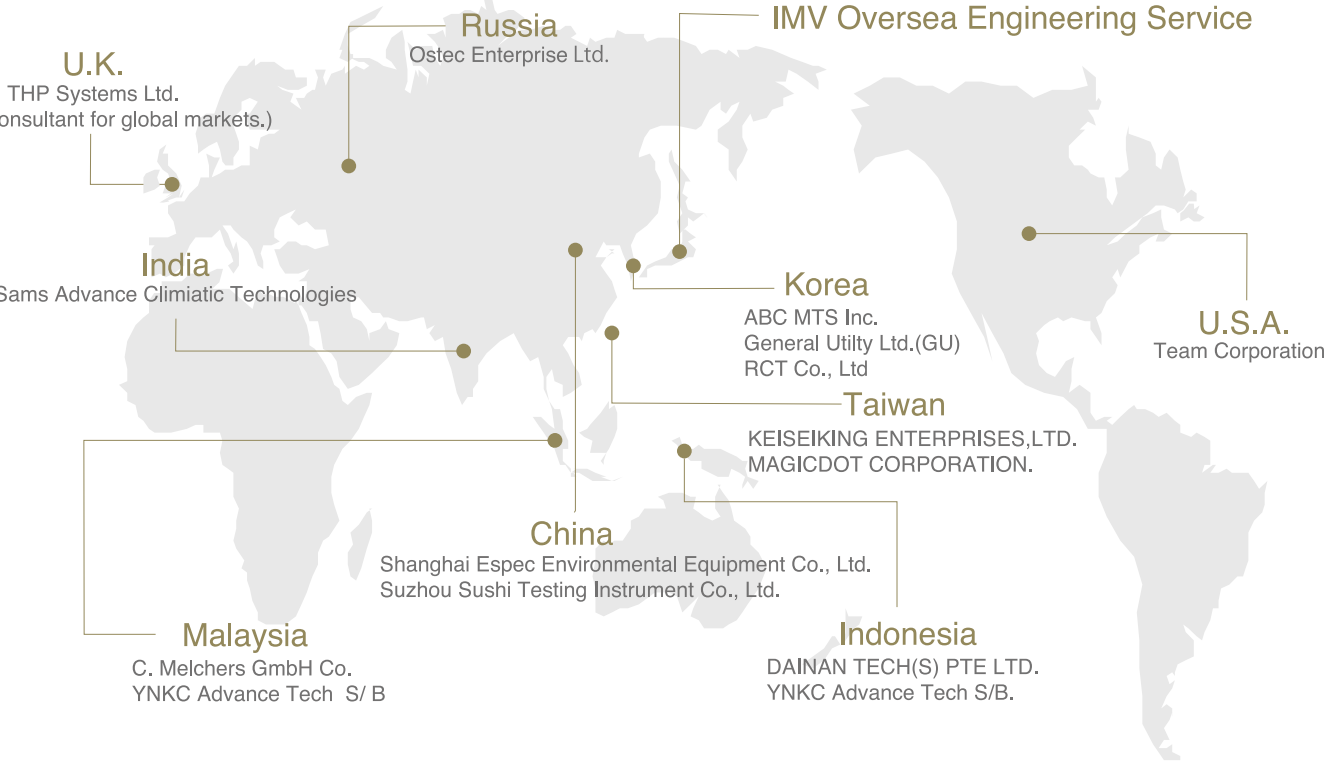 IMV Oversea Engineering Service
Russia
Ostec Enterprise Ltd.
U.K.
THP Systems Ltd.
onsultant for global markets.)
India
Sams Advance Climiatic Technologies
Korea
ABC MTS Inc.
General Utilty Ltd.(GU)
RCT Co., Ltd
U.S.A.
Team Corporation
Taiwan
KEISEIKING ENTERPRISES,LTD.
MAGICDOT CORPORATION.
China
Shanghai Espec Environmental Equipment Co., Ltd.
Suzhou Sushi Testing Instrument Co., Ltd.
Malaysia
C. Melchers GmbH Co.
YNKC Advance Tech  S/ B
Indonesia
DAINAN TECH(S) PTE LTD.
YNKC Advance Tech S/B.